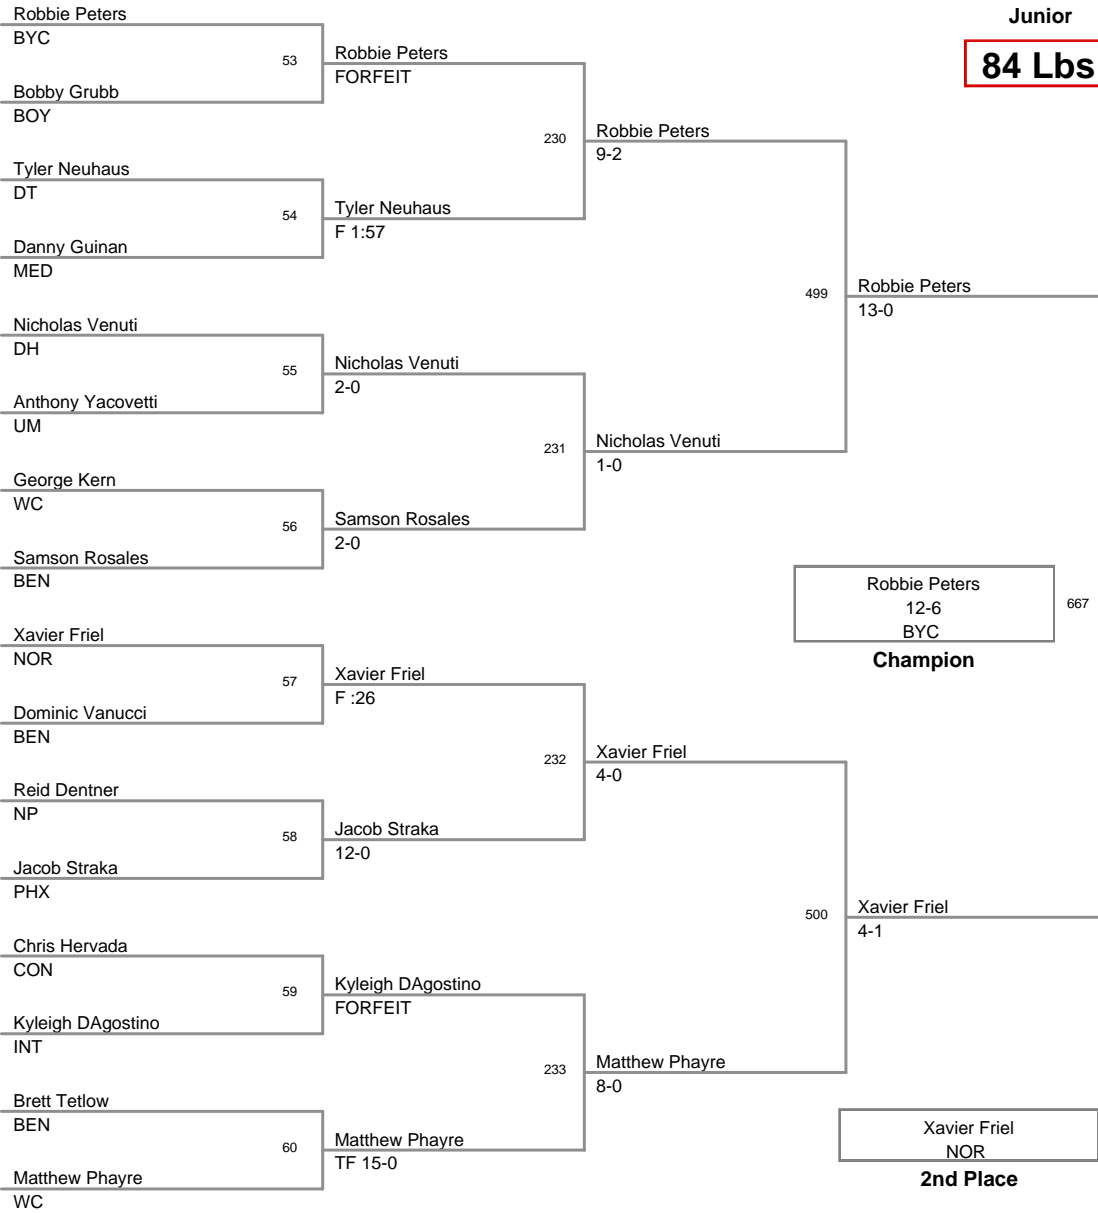 Robbie Peters
BYC
53
Bobby Grubb
BOY
Robbie Peters
FORFEIT
Tyler Neuhaus
DT
54
Danny Guinan
MED
Tyler Neuhaus
F 1:57
230
Robbie Peters
9-2
Nicholas Venuti
DH
55
Anthony Yacovetti
UM
Nicholas Venuti
2-0
George Kern
WC
56
Samson Rosales
BEN
Samson Rosales
2-0
231
Nicholas Venuti
1-0
499
Robbie Peters
13-0
Xavier Friel
NOR
57
Dominic Vanucci
BEN
Xavier Friel
F :26
Reid Dentner
NP
58
Jacob Straka
PHX
Jacob Straka
12-0
232
Xavier Friel
4-0
Chris Hervada
CON
59
Kyleigh DAgostino
INT
Kyleigh DAgostino
FORFEIT
Brett Tetlow
BEN
60
Matthew Phayre
WC
Matthew Phayre
TF 15-0
233
Matthew Phayre
8-0
500
Xavier Friel
4-1
Junior
84 Lbs
Robbie Peters
12-6
BYC
667
Champion
Xavier Friel
NOR
2nd Place